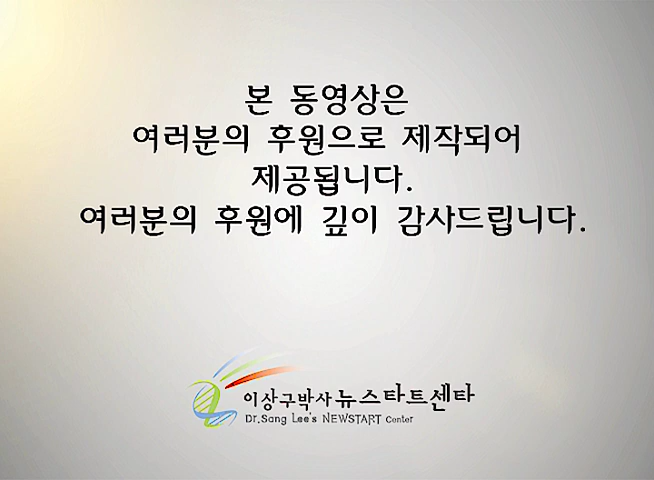 본 동영상은
여러분의 후원으로 제작되어
제공됩니다.
여러분의 후원에 깊이 감사드립니다.
이상구박사 뉴스타트센타
Dr.Sang Lee's NEWSTART Center